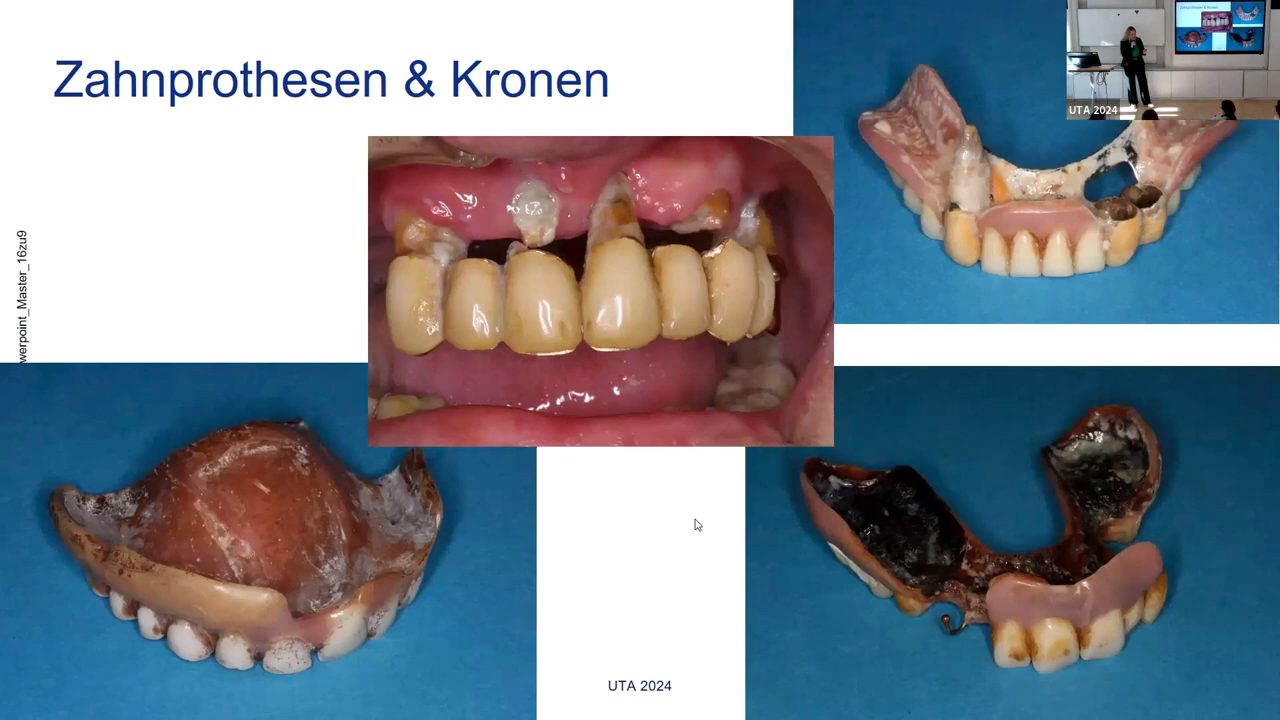 Zahnprothesen & Kronen
UTA 2024
werpoint_Master_16zu9
UTA 2024